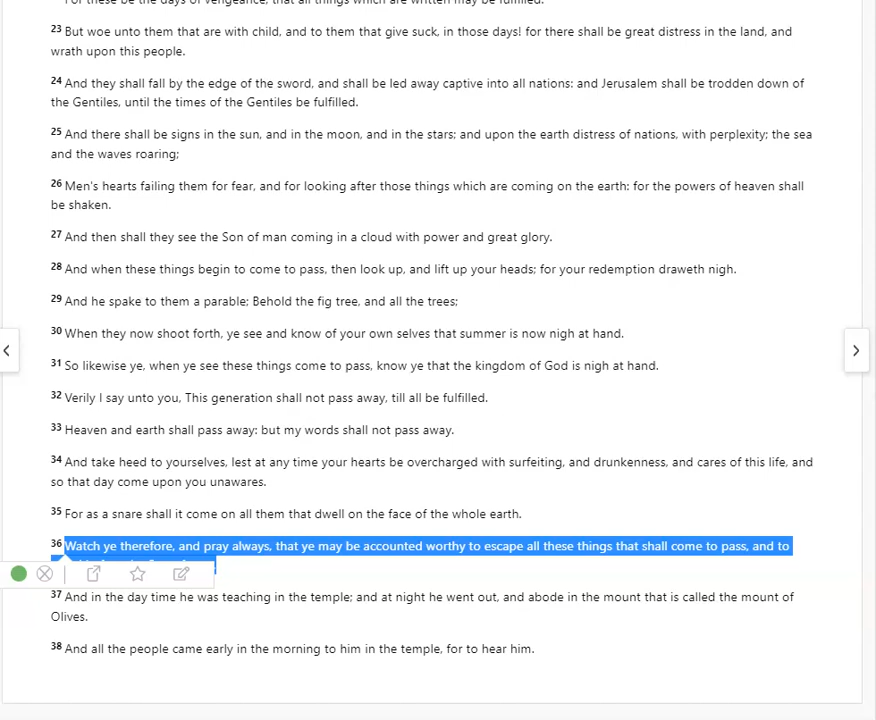 For these be the days of vengeance, that all things which are written may be fulfilled.
23 But woe unto them that are with child, and to them that give suck, in those days! for there shall be great distress in the land, and
wrath upon this people.
24 And they shall fall by the edge of the sword, and shall be led away captive into all nations: and Jerusalem shall be trodden down of
the Gentiles, until the times of the Gentiles be fulfilled.
25 And there shall be signs in the sun, and in the moon, and in the stars; and upon the earth distress of nations, with perplexity; the sea
and the waves roaring;
26 Men's hearts failing them for fear, and for looking after those things which are coming on the earth: for the powers of heaven shall
be shaken.
27 And then shall they see the Son of man coming in a cloud with power and great glory.
28 And when these things begin to come to pass, then look up, and lift up your heads; for your redemption draweth nigh.
29 And he spake to them a parable; Behold the fig tree, and all the trees;
30 When they now shoot forth, ye see and know of your own selves that summer is now nigh at hand.
31 So likewise ye, when ye see these things come to pass, know ye that the kingdom of God is nigh at hand.
32 Verily I say unto you, This generation shall not pass away, till all be fulfilled.
33 Heaven and earth shall pass away: but my words shall not pass away.
34 And take heed to yourselves, lest at any time your hearts be overcharged with surfeiting, and drunkenness, and cares of this life, and
so that day come upon you unawares.
35 For as a snare shall it come on all them that dwell on the face of the whole earth.
36 Watch ye therefore, and pray always, that ye may be accounted worthy to escape all these things that shall come to pass, and to
37 And in the day time he was teaching in the temple; and at night he went out, and abode in the mount that is called the mount of
Olives.
38 And all the people came early in the morning to him in the temple, for to hear him.